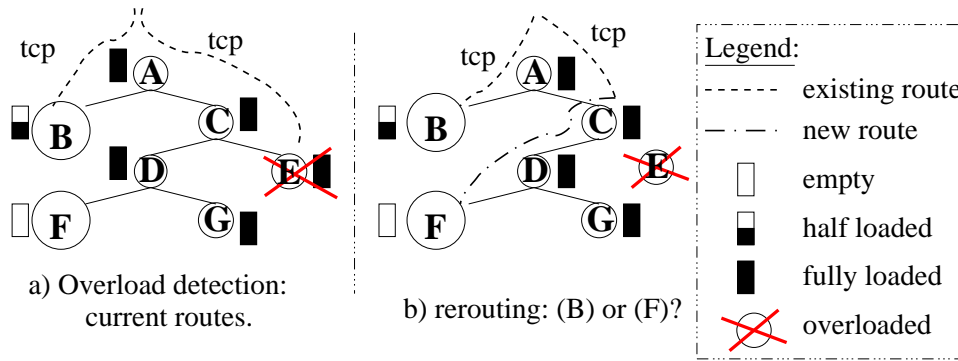 tcp
tcp
A
B
C
D
E
F
G
a) Overload detection:
current routes.
tcp
tcp
A
B
C
D
E
F
G
b) rerouting: (B) or (F)?
Legend:
existing route
new route
empty
half loaded
fully loaded
overloaded